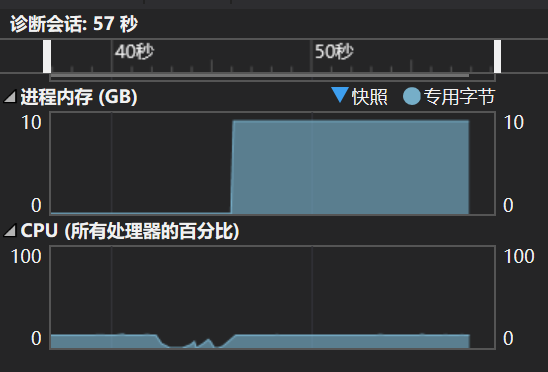 诊断会话: 57 秒
40秒 50秒
进程内存 (GB) 快照 专用字节
10 10
0 0
CPU (所有处理器的百分比)
100 100
0 0